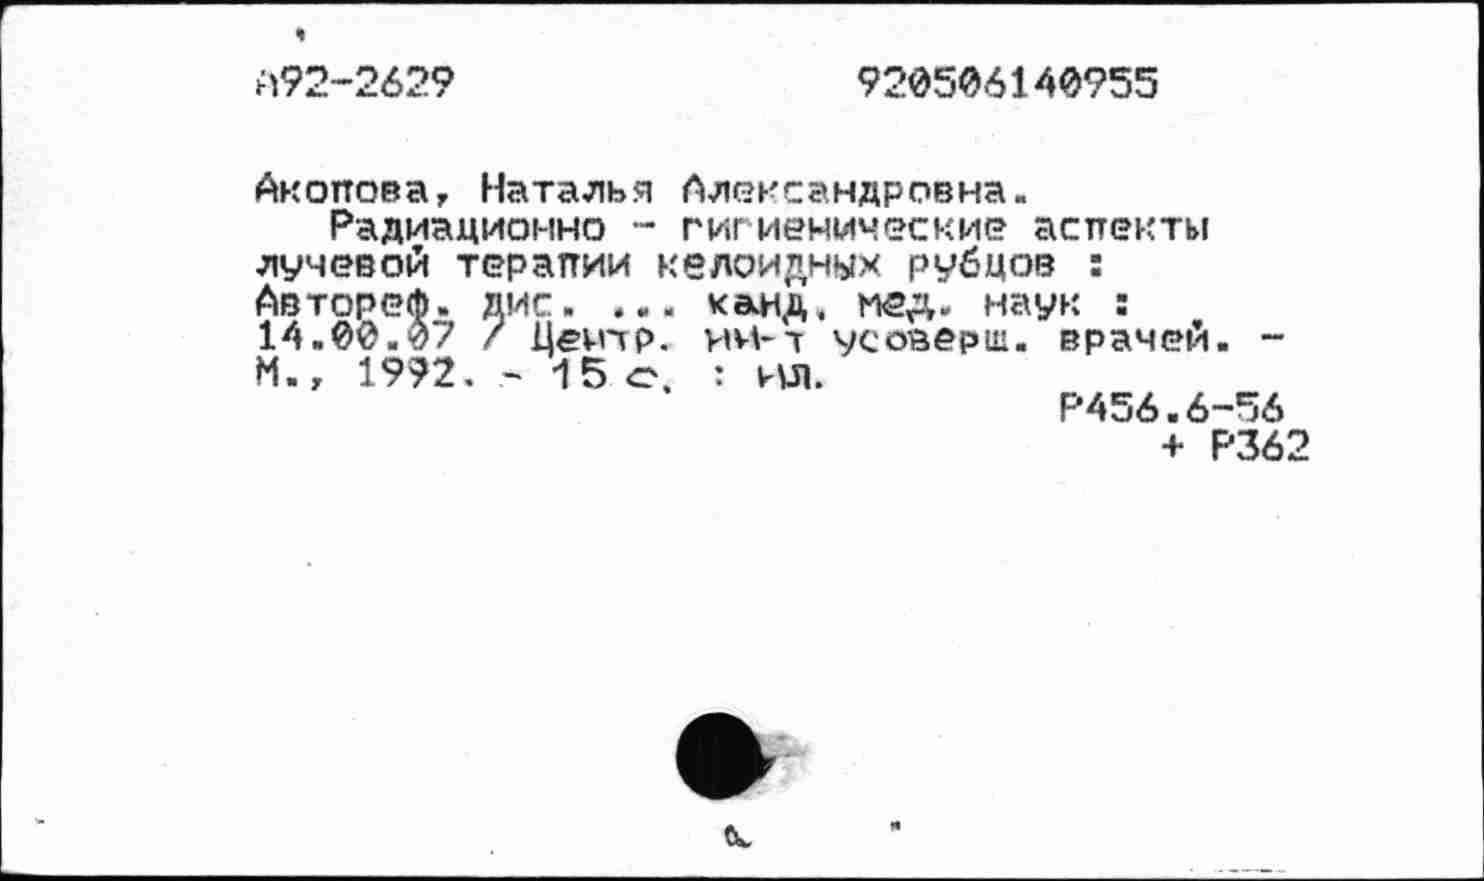 А92-2629 920506140955
Акопова, Наталья Александровна.
Радиационно - гигиенические аспекты
лучевой терапии келоидных рубцов :
Автореф. дис. ... канд. мед. наук :
14.00.07 / Центр. ин-т усоверш. врачей. -
М., 1992. - 15 с. : ил.
Р456.6-56
+ Р362
а